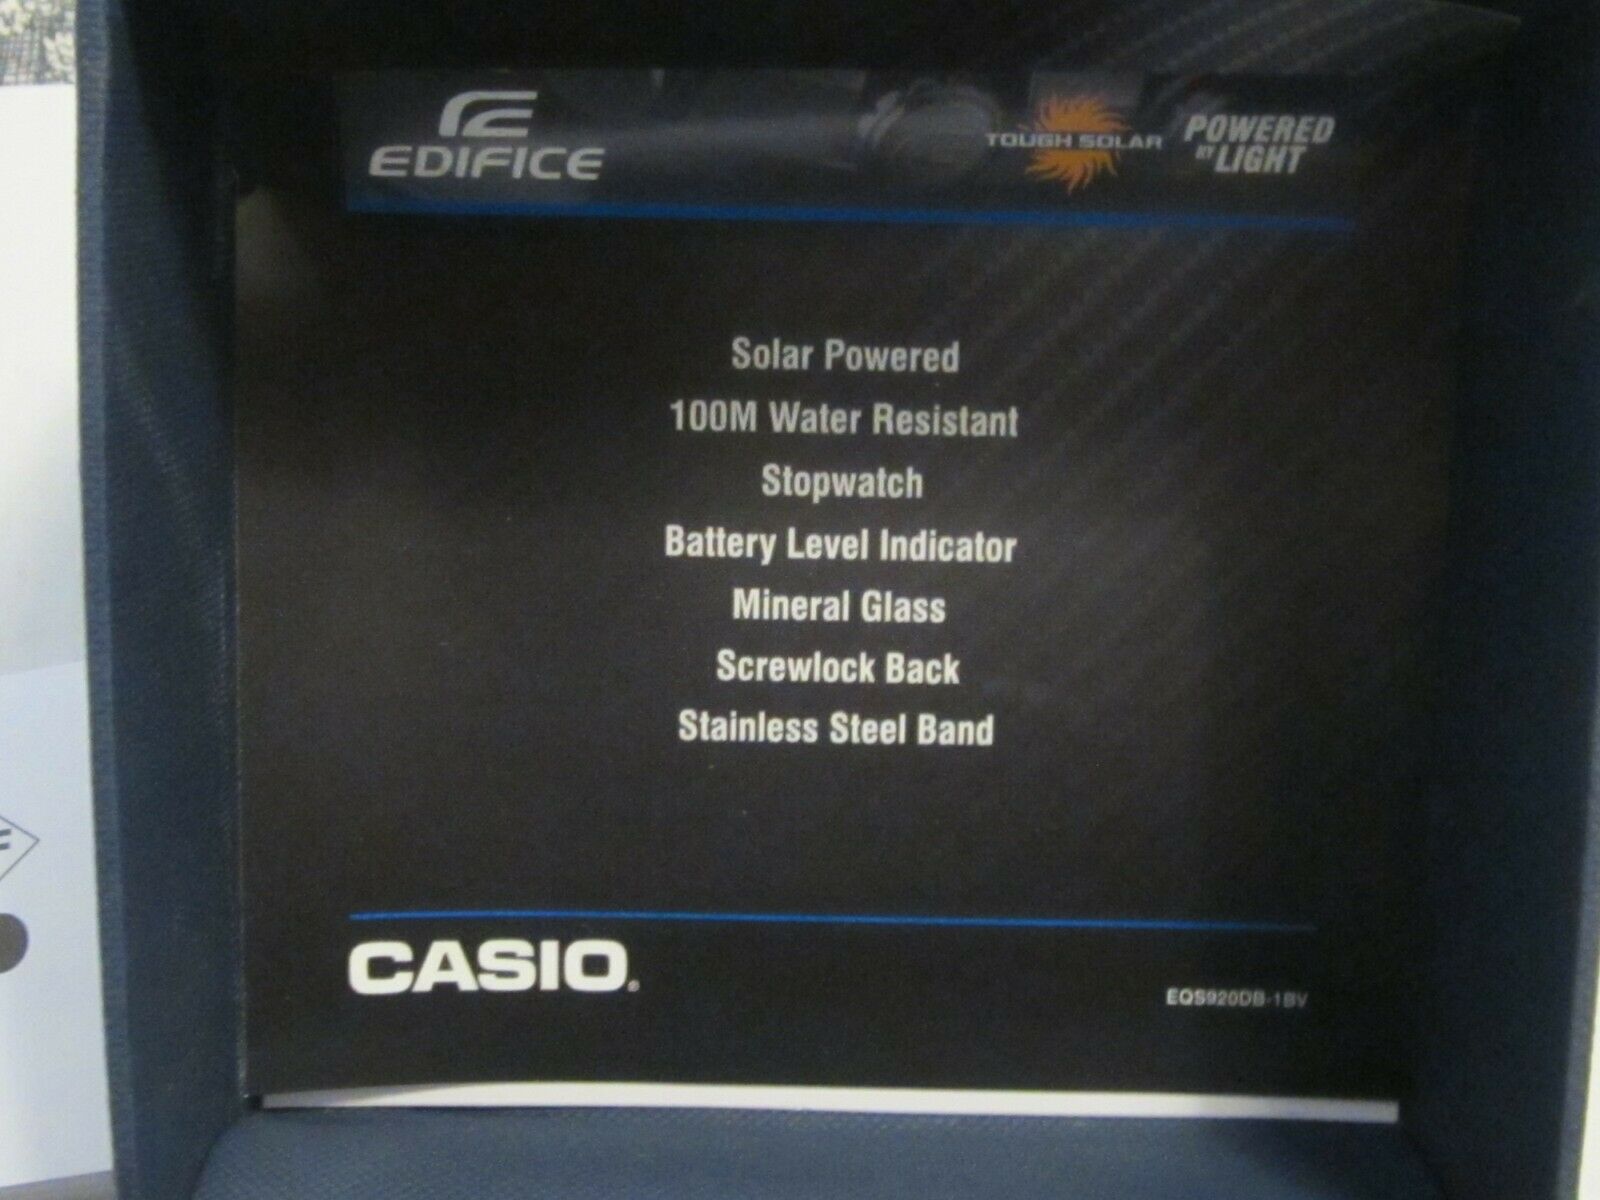 EDIFICE
TOUGH SOLAR
POWERED
BY LIGHT
Solar Powered
100M Water Resistant
Stopwatch
Battery Level Indicator
Mineral Glass
Screwlock Back
Stainless Steel Band
CASIO®
EQS920DB-1BV